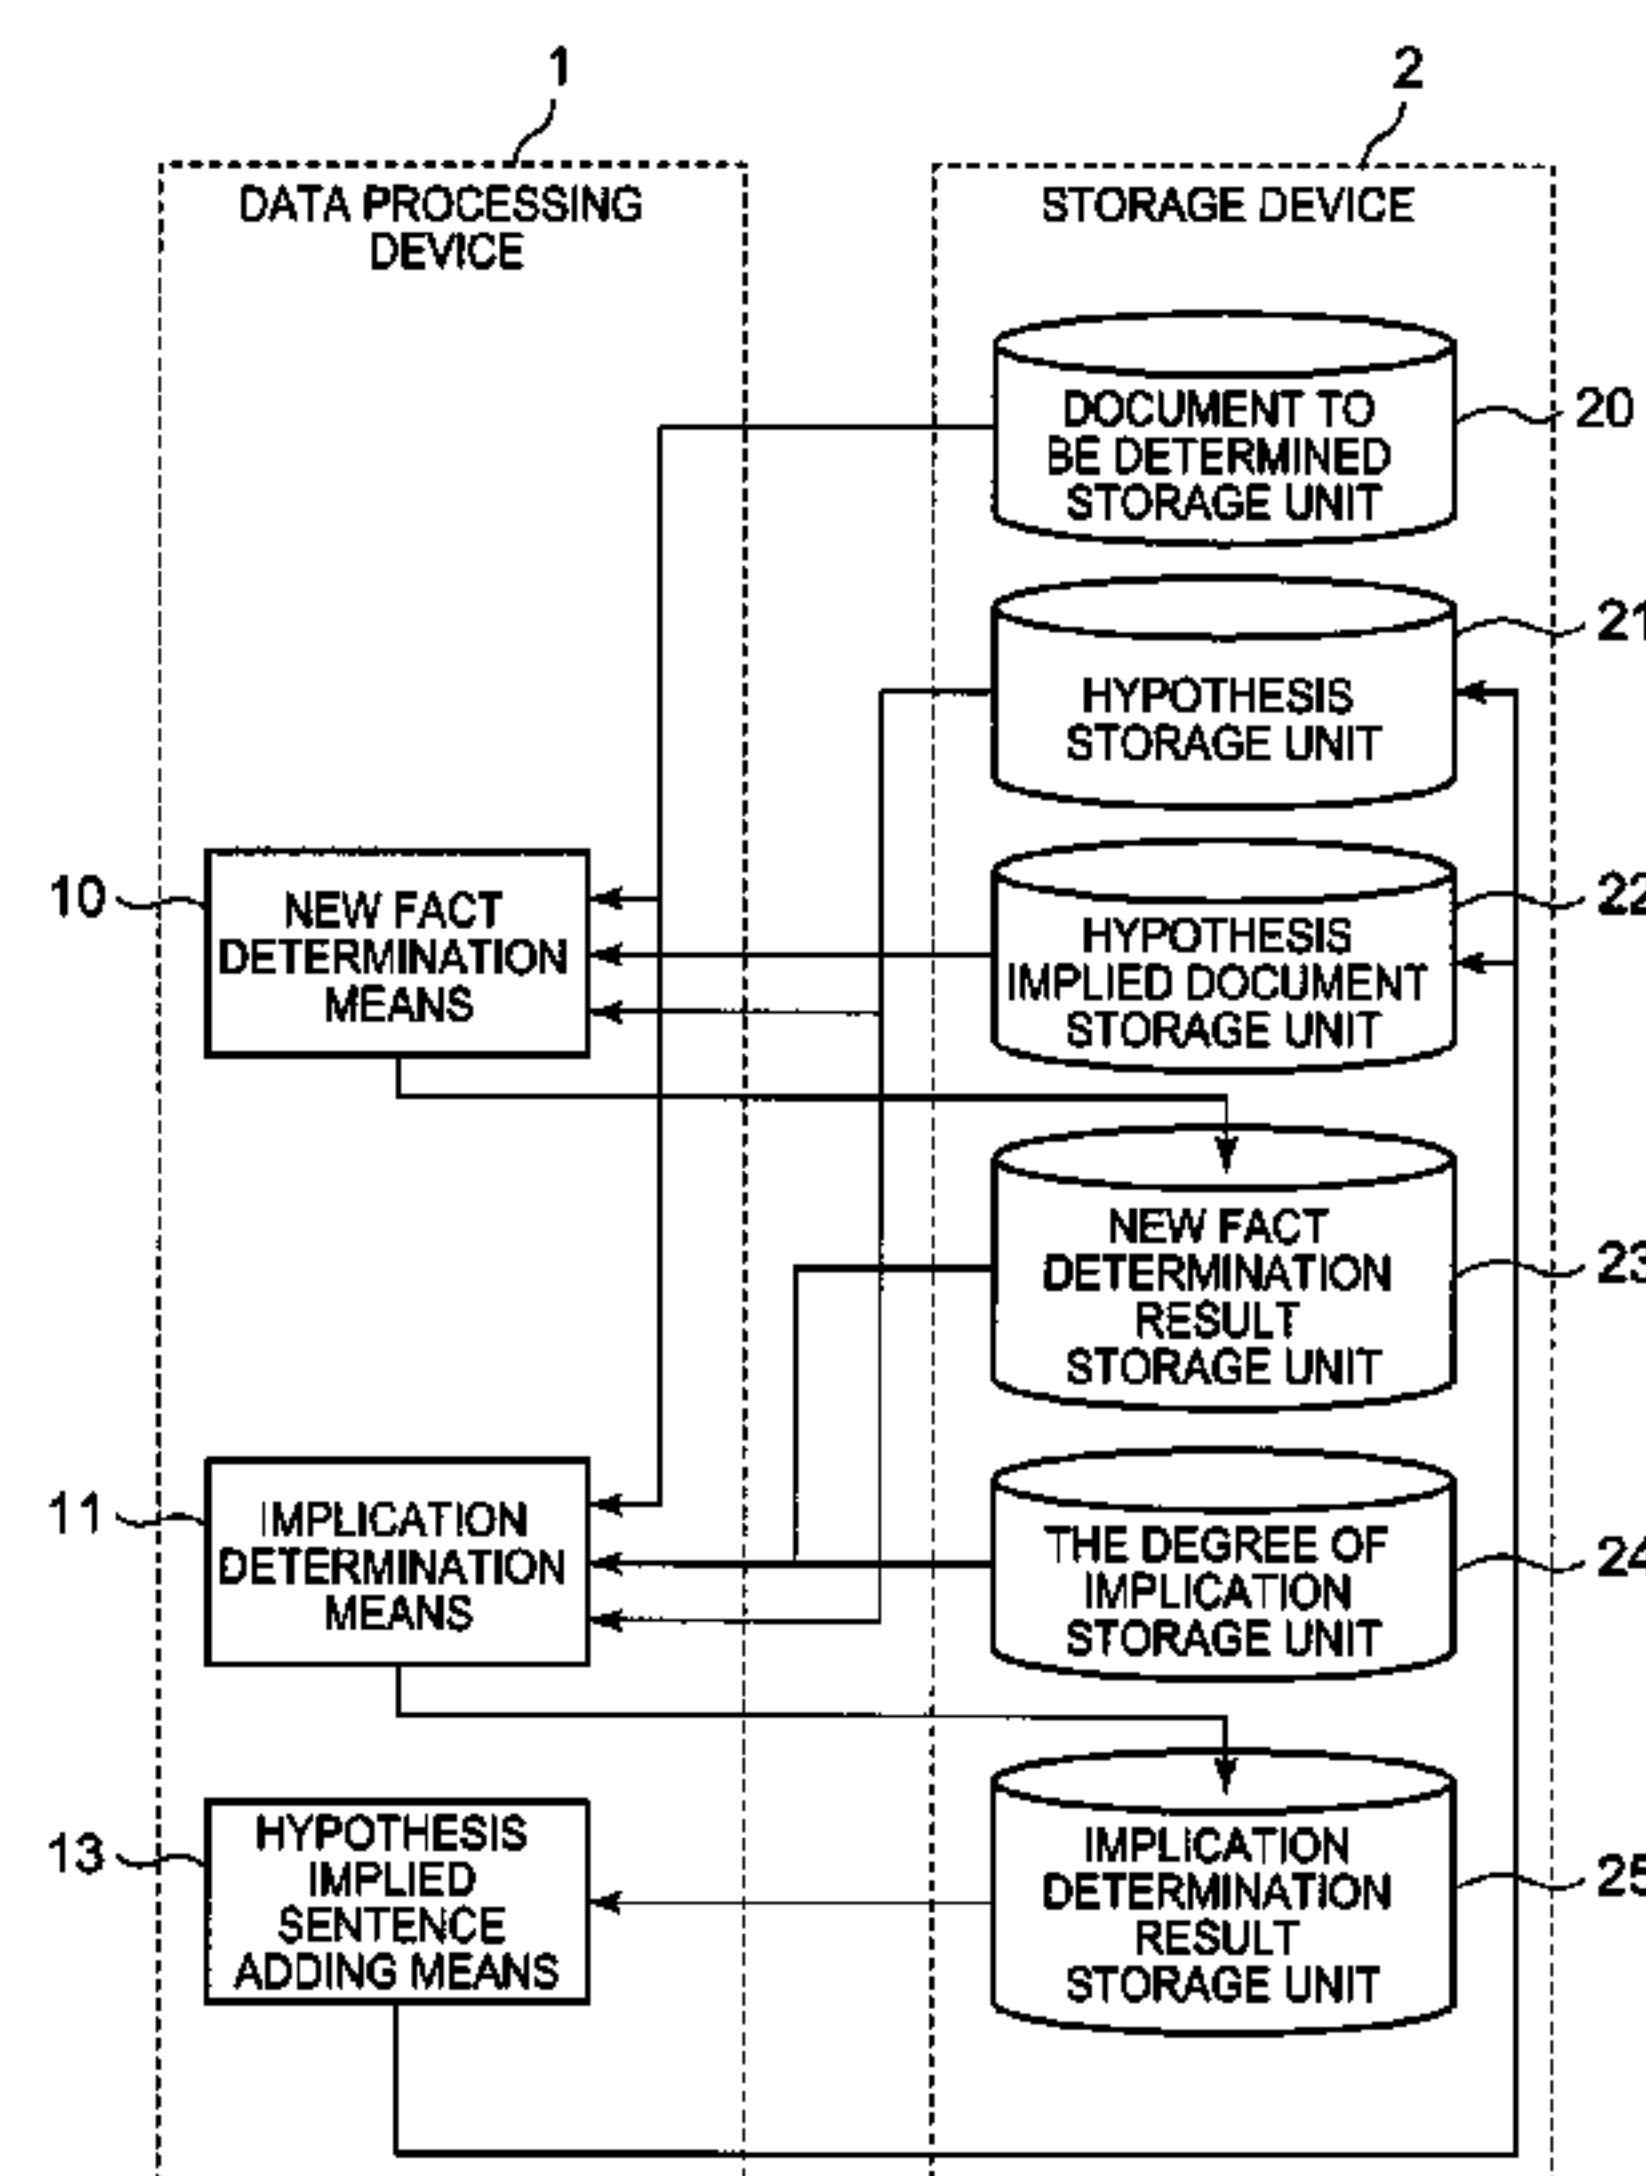 1
2
DATA PROCESSING
DEVICE
STORAGE DEVICE
DOCUMENT TO
BE DETERMINED
STORAGE UNIT
20
HYPOTHESIS
STORAGE UNIT
21
10
NEW FACT
DETERMINATION
MEANS
HYPOTHESIS
IMPLIED DOCUMENT
STORAGE UNIT
22
NEW FACT
DETERMINATION
RESULT
STORAGE UNIT
23
11
IMPLICATION
DETERMINATION
MEANS
THE DEGREE OF
IMPLICATION
STORAGE UNIT
24
13
HYPOTHESIS
IMPLIED
SENTENCE
ADDING MEANS
IMPLICATION
DETERMINATION
RESULT
STORAGE UNIT
25